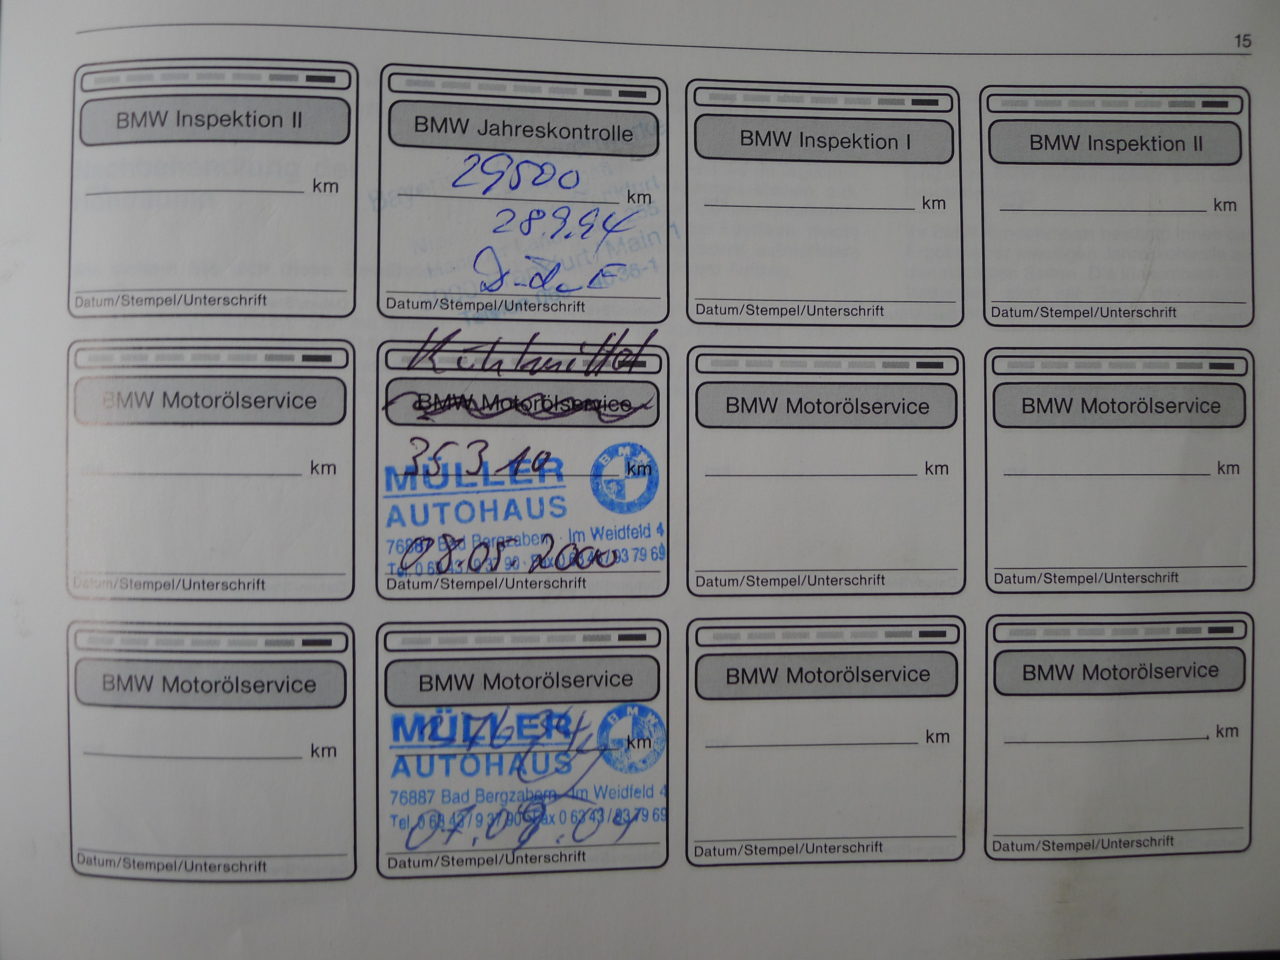 15
BMW Inspektion II
km
Datum/Stempel/Unterschrift
BMW Jahreskontrolle
29500
km
28.9.94
Datum/Stempel/Unterschrift
BMW Inspektion I
km
Datum/Stempel/Unterschrift
BMW Inspektion II
km
Datum/Stempel/Unterschrift
BMW Motorölservice
km
Datum/Stempel/Unterschrift
Kühlmittel
BMW Motorölservice
35310
km
MÜLLER
BMW
AUTOHAUS
76887 Bad Bergzabern · Im Weidfeld 4
08.05.2000
Datum/Stempel/Unterschrift
BMW Motorölservice
km
Datum/Stempel/Unterschrift
BMW Motorölservice
km
Datum/Stempel/Unterschrift
BMW Motorölservice
km
Datum/Stempel/Unterschrift
BMW Motorölservice
km
MÜLLER
BMW
AUTOHAUS
76887 Bad Bergzabern · Im Weidfeld 4
Datum/Stempel/Unterschrift
BMW Motorölservice
km
Datum/Stempel/Unterschrift
BMW Motorölservice
km
Datum/Stempel/Unterschrift